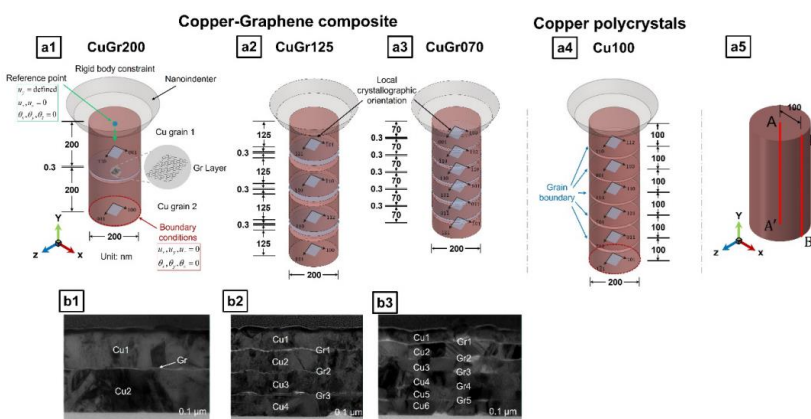 Copper-Graphene composite
Copper polycrystals
a1
CuGr200
Rigid body constraint
Reference point
Nanoindenter
Cu grain 1
Gr Layer
Cu grain 2
Boundary
conditions
200
0.3
200
200
Unit: nm
Y
Z
X
a2
CuGr125
125
0.3
125
0.3
125
0.3
125
200
a3
CuGr070
Local
crystallographic
orientation
70
0.3
70
0.3
70
0.3
70
0.3
70
0.3
70
200
a4
Cu100
Grain
boundary
100
100
100
100
100
100
200
Y
Z
X
a5
100
A
A'
B
b1
Cu1
Gr
Cu2
0.1 μm
b2
Cu1
Gr1
Cu2
Gr2
Cu3
Gr3
Cu4
0.1 μm
b3
Cu1
Gr1
Cu2
Gr2
Cu3
Gr3
Cu4
Gr4
Cu5
Gr5
Cu6
0.1 μm